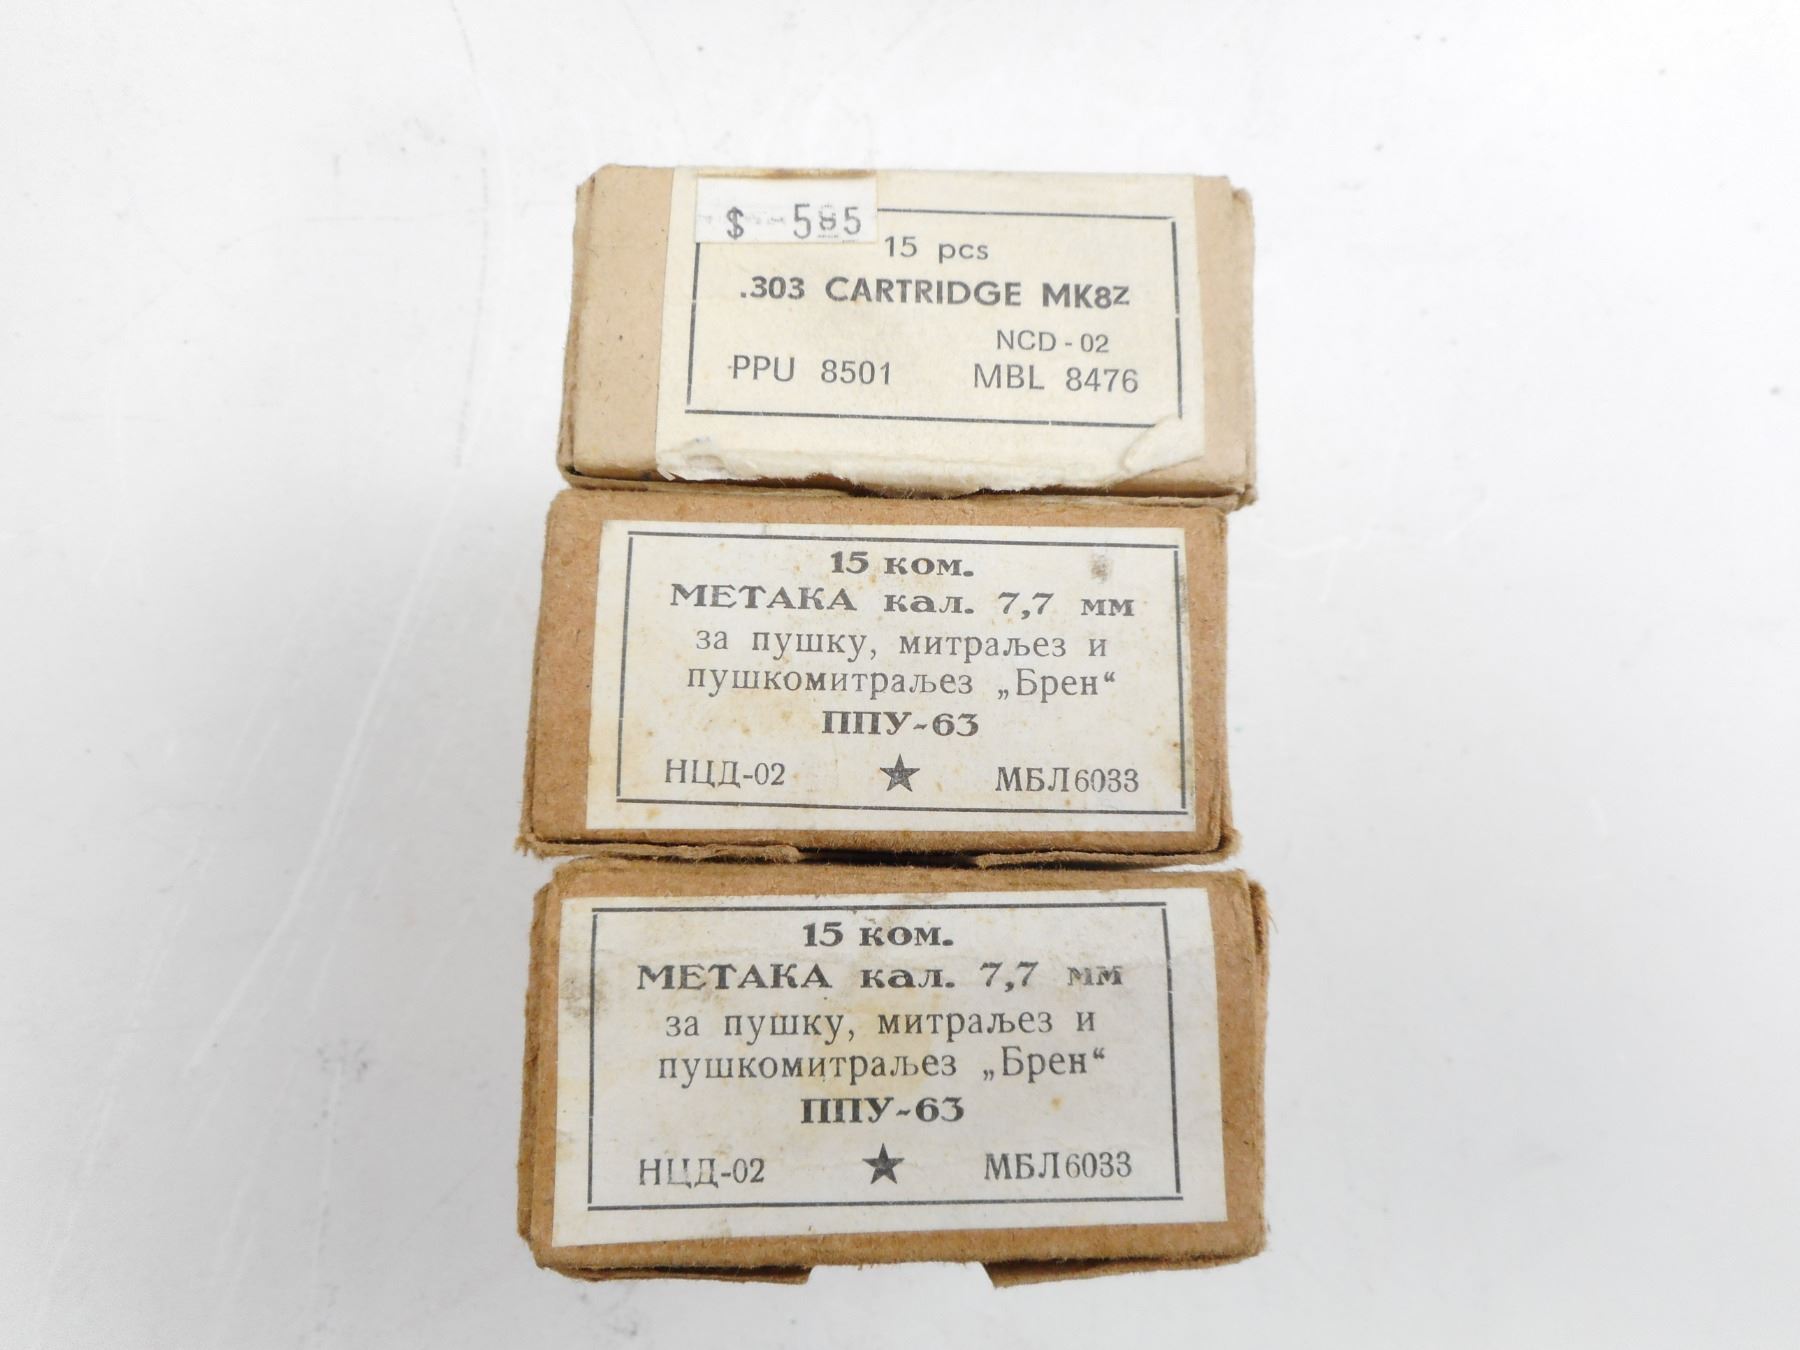 $ 585
15 pcs
.303 CARTRIDGE MK8Z
NCD - 02
PPU 8501 MBL 8476
15 ком.
МЕТАКА кал. 7,7 мм
за пушку, митраљез и
пушкомитраљез „Брен“
ППУ-63
НЦД-02 ★ МБЛ6033
15 ком.
МЕТАКА кал. 7,7 мм
за пушку, митраљез и
пушкомитраљез „Брен“
ППУ-63
НЦД-02 ★ МБЛ6033